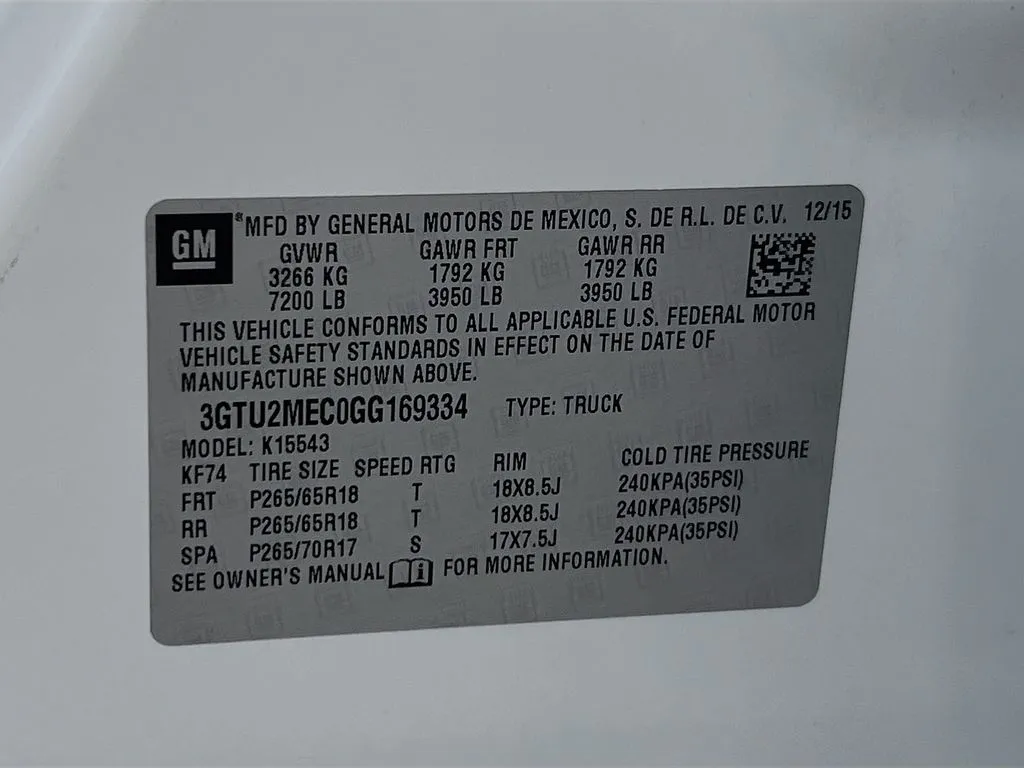 GM ® MFD BY GENERAL MOTORS DE MEXICO, S. DE R.L. DE C.V. 12/15
GVWR GAWR FRT GAWR RR
3266 KG 1792 KG 1792 KG
7200 LB 3950 LB 3950 LB
THIS VEHICLE CONFORMS TO ALL APPLICABLE U.S. FEDERAL MOTOR
VEHICLE SAFETY STANDARDS IN EFFECT ON THE DATE OF
MANUFACTURE SHOWN ABOVE.
3GTU2MEC0GG169334 TYPE: TRUCK
MODEL: K15543
KF74 TIRE SIZE SPEED RTG RIM COLD TIRE PRESSURE
FRT P265/65R18 T 18X8.5J 240KPA(35PSI)
RR P265/65R18 T 18X8.5J 240KPA(35PSI)
SPA P265/70R17 S 17X7.5J 240KPA(35PSI)
SEE OWNER'S MANUAL i FOR MORE INFORMATION.